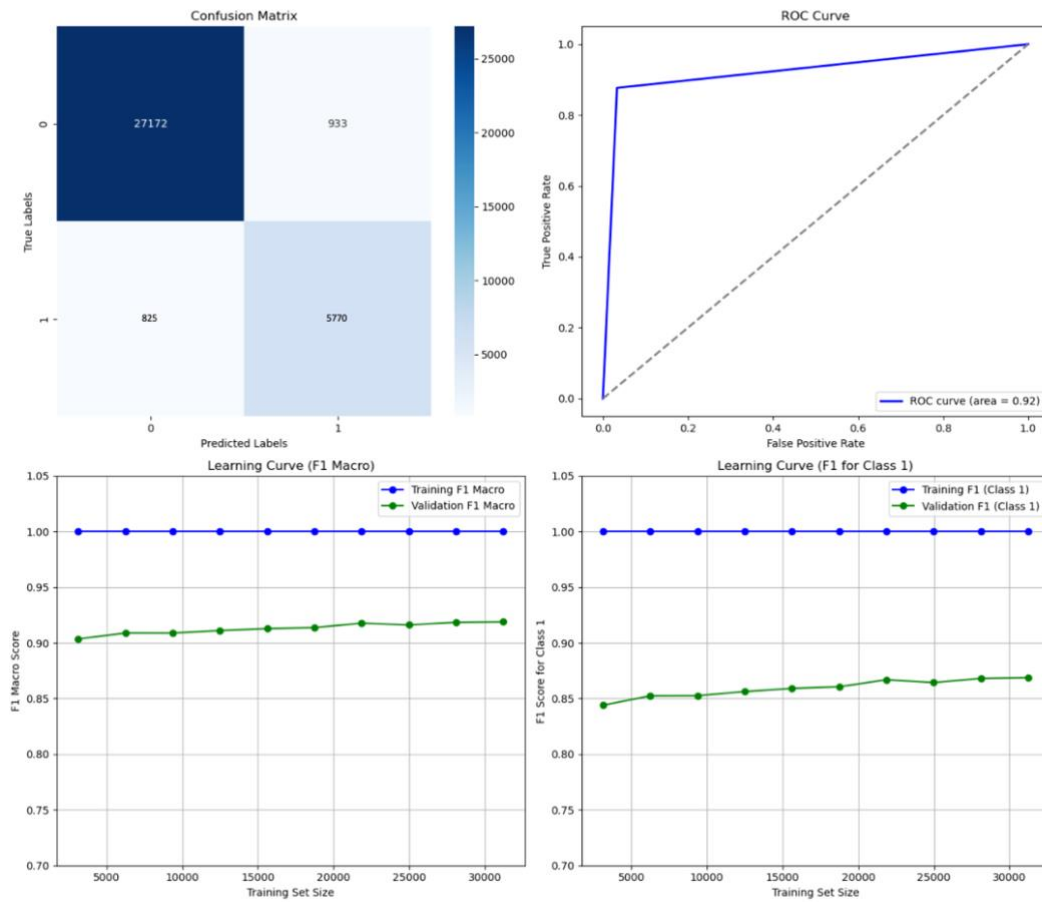 Confusion Matrix
27172
933
825
5770
0
1
True Labels
0
1
Predicted Labels
25000
20000
15000
10000
5000
ROC Curve
1.0
0.8
0.6
0.4
0.2
0.0
True Positive Rate
ROC curve (area = 0.92)
0.0 0.2 0.4 0.6 0.8 1.0
False Positive Rate
Learning Curve (F1 Macro)
Training F1 Macro
Validation F1 Macro
1.05
1.00
0.95
0.90
0.85
0.80
0.75
0.70
F1 Macro Score
5000 10000 15000 20000 25000 30000
Training Set Size
Learning Curve (F1 for Class 1)
Training F1 (Class 1)
Validation F1 (Class 1)
1.05
1.00
0.95
0.90
0.85
0.80
0.75
0.70
F1 Score for Class 1
5000 10000 15000 20000 25000 30000
Training Set Size